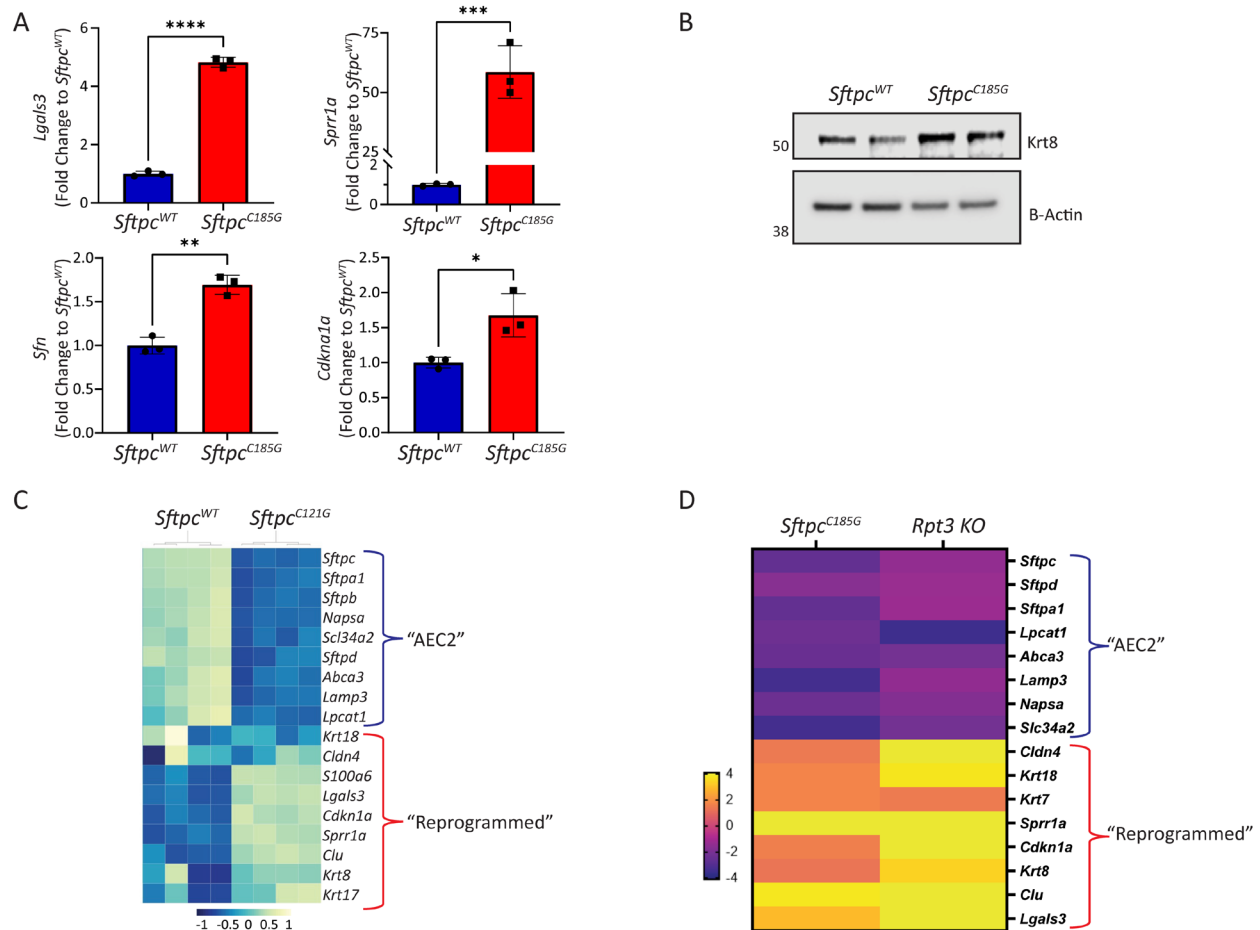 A
Lgals3
(Fold Change to Sftpc^WT)
8
6
4
2
0
****
Sftpc^WT
Sftpc^C185G
Sprr1a
(Fold Change to Sftpc^WT)
75
50
25
2
0
***
Sftpc^WT
Sftpc^C185G
Sfn
(Fold Change to Sftpc^WT)
2.0
1.5
1.0
0.5
0.0
**
Sftpc^WT
Sftpc^C185G
Cdkna1a
(Fold Change to Sftpc^WT)
2.5
2.0
1.5
1.0
0.5
0.0
*
Sftpc^WT
Sftpc^C185G
B
Sftpc^WT
Sftpc^C185G
50
Krt8
38
B-Actin
C
Sftpc^WT
Sftpc^C121G
Sftpc
Sftpa1
Sftpb
Napsa
Scl34a2
Sftpd
Abca3
Lamp3
Lpcat1
"AEC2"
Krt18
Cldn4
S100a6
Lgals3
Cdkn1a
Sprr1a
Clu
Krt8
Krt17
"Reprogrammed"
-1 -0.5 0 0.5 1
D
Sftpc^C185G
Rpt3 KO
Sftpc
Sftpd
Sftpa1
Lpcat1
Abca3
Lamp3
Napsa
Slc34a2
"AEC2"
Cldn4
Krt18
Krt7
Sprr1a
Cdkn1a
Krt8
Clu
Lgals3
"Reprogrammed"
4
2
0
-2
-4